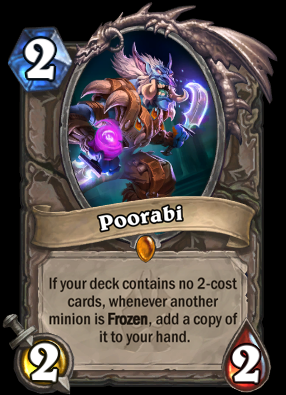 2
Poorabi
If your deck contains no 2-cost
cards, whenever another
minion is Frozen, add a copy of
it to your hand.
2 2